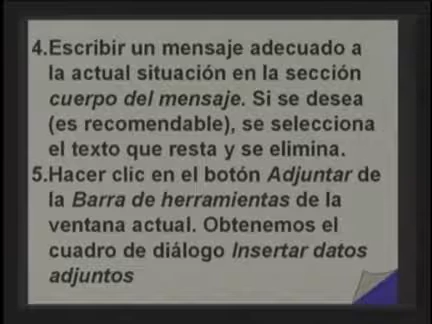 4.Escribir un mensaje adecuado a
la actual situación en la sección
cuerpo del mensaje. Si se desea
(es recomendable), se selecciona
el texto que resta y se elimina.
5.Hacer clic en el botón Adjuntar de
la Barra de herramientas de la
ventana actual. Obtenemos el
cuadro de diálogo Insertar datos
adjuntos